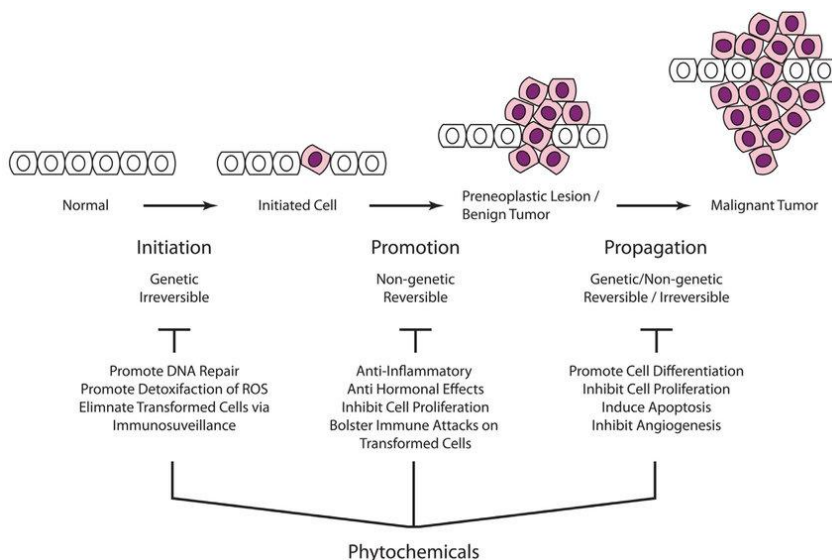 Normal
Initiated Cell
Preneoplastic Lesion /
Benign Tumor
Malignant Tumor
Initiation
Genetic
Irreversible
Promotion
Non-genetic
Reversible
Propagation
Genetic/Non-genetic
Reversible / Irreversible
Promote DNA Repair
Promote Detoxifaction of ROS
Elimnate Transformed Cells via
Immunosuveillance
Anti-Inflammatory
Anti Hormonal Effects
Inhibit Cell Proliferation
Bolster Immune Attacks on
Transformed Cells
Promote Cell Differentiation
Inhibit Cell Proliferation
Induce Apoptosis
Inhibit Angiogenesis
Phytochemicals